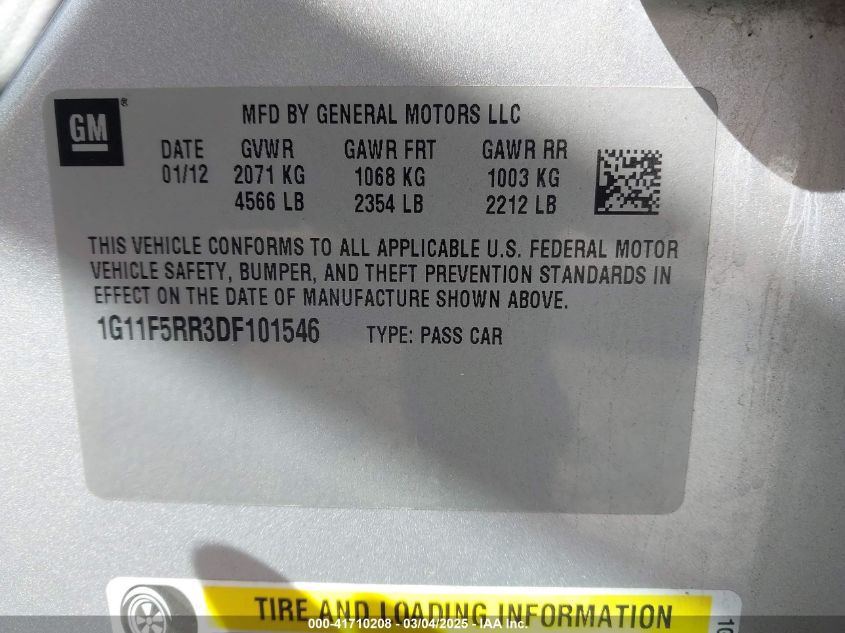 GM®
MFD BY GENERAL MOTORS LLC
DATE GVWR GAWR FRT GAWR RR
01/12 2071 KG 1068 KG 1003 KG
4566 LB 2354 LB 2212 LB
THIS VEHICLE CONFORMS TO ALL APPLICABLE U.S. FEDERAL MOTOR
VEHICLE SAFETY, BUMPER, AND THEFT PREVENTION STANDARDS IN
EFFECT ON THE DATE OF MANUFACTURE SHOWN ABOVE.
1G11F5RR3DF101546 TYPE: PASS CAR
TIRE AND LOADING INFORMATION
000-41710208 - 03/04/2025 - IAA Inc.